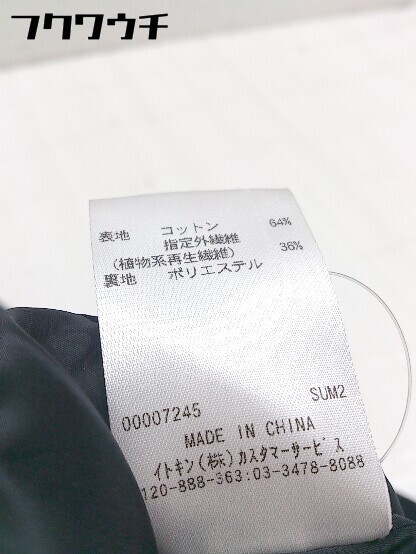 フクワウチ
表地 コットン 64%
指定外繊維
(植物系再生繊維) 36%
裏地 ポリエステル
00007245 SUM2
MADE IN CHINA
イトキン(株)カスタマーサービス
120-888-363:03-3478-8088